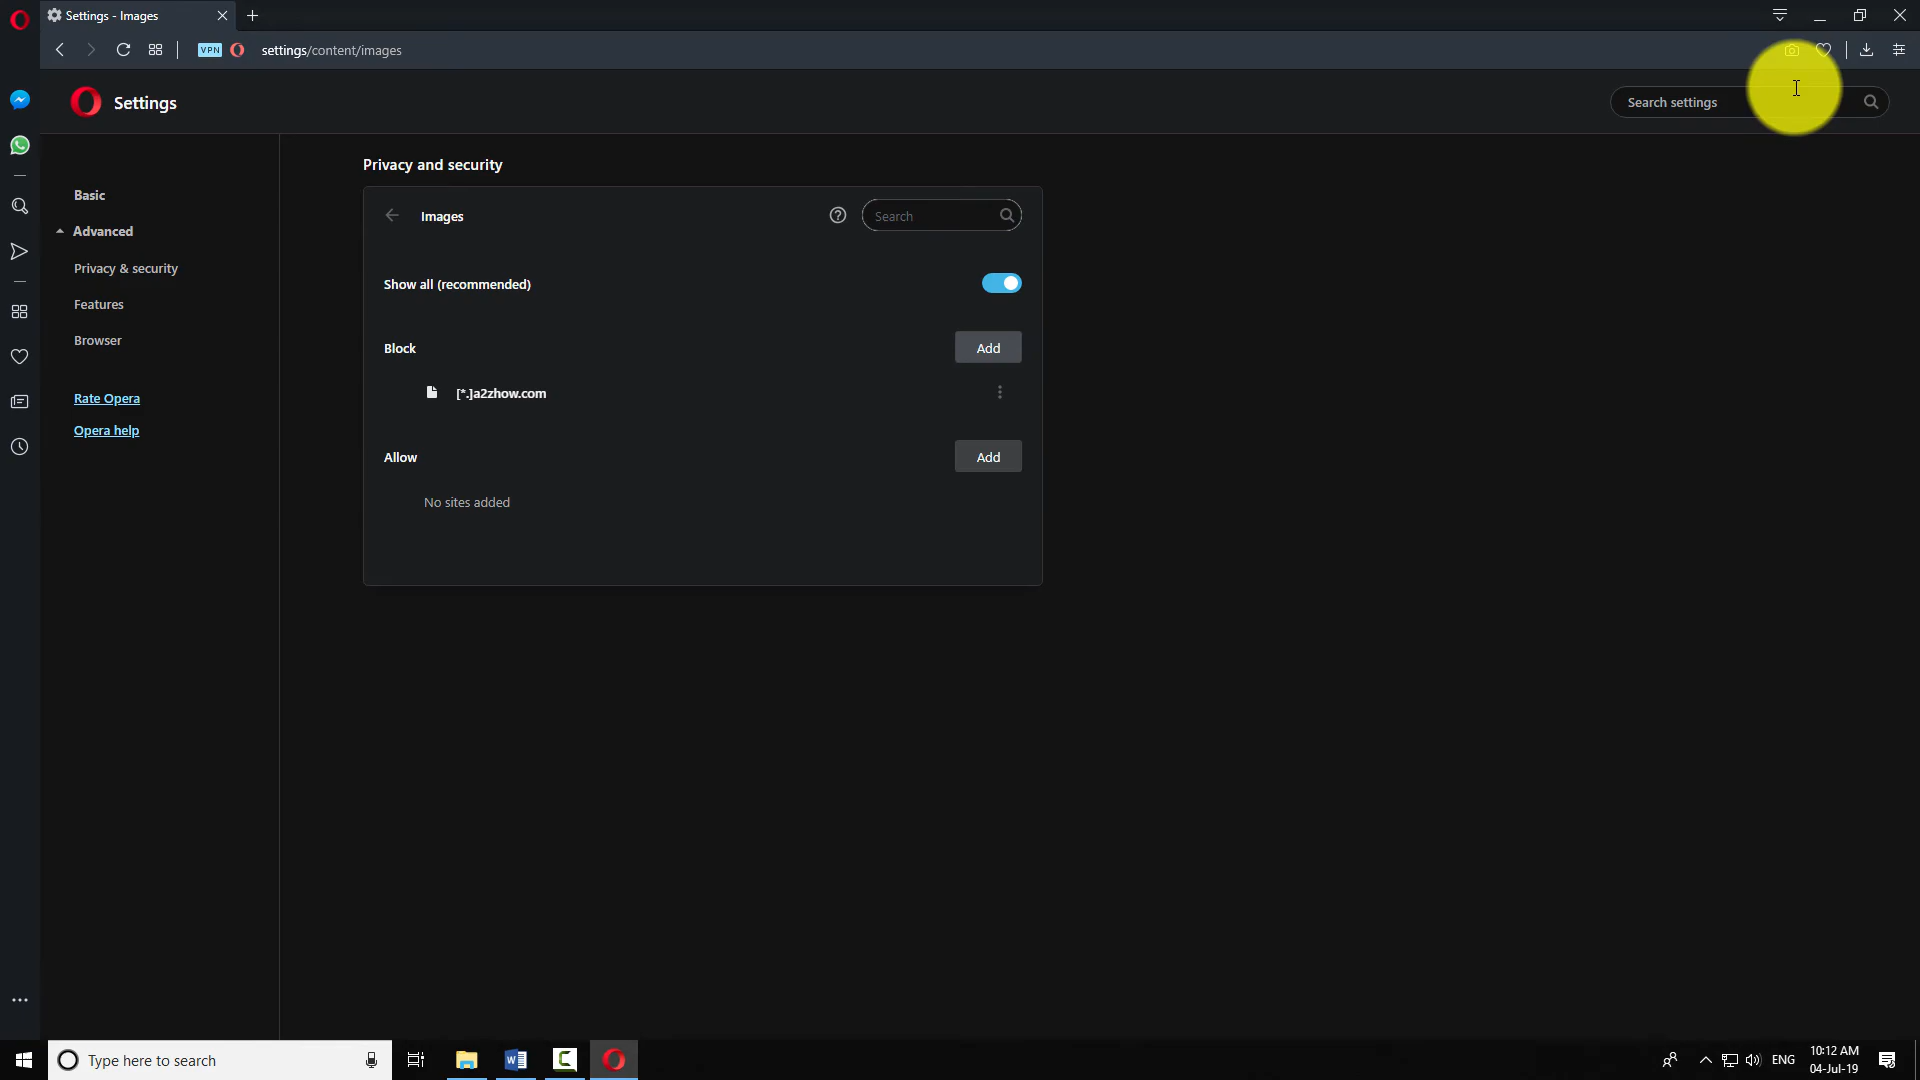 Settings - Images
VPN
settings/content/images
Settings
Search settings
Privacy and security
Basic
Advanced
Privacy & security
Features
Browser
Rate Opera
Opera help
Images
Search
Show all (recommended)
Block
Add
[*.]a2zhow.com
Allow
Add
No sites added
Type here to search
ENG
10:12 AM
04-Jul-19